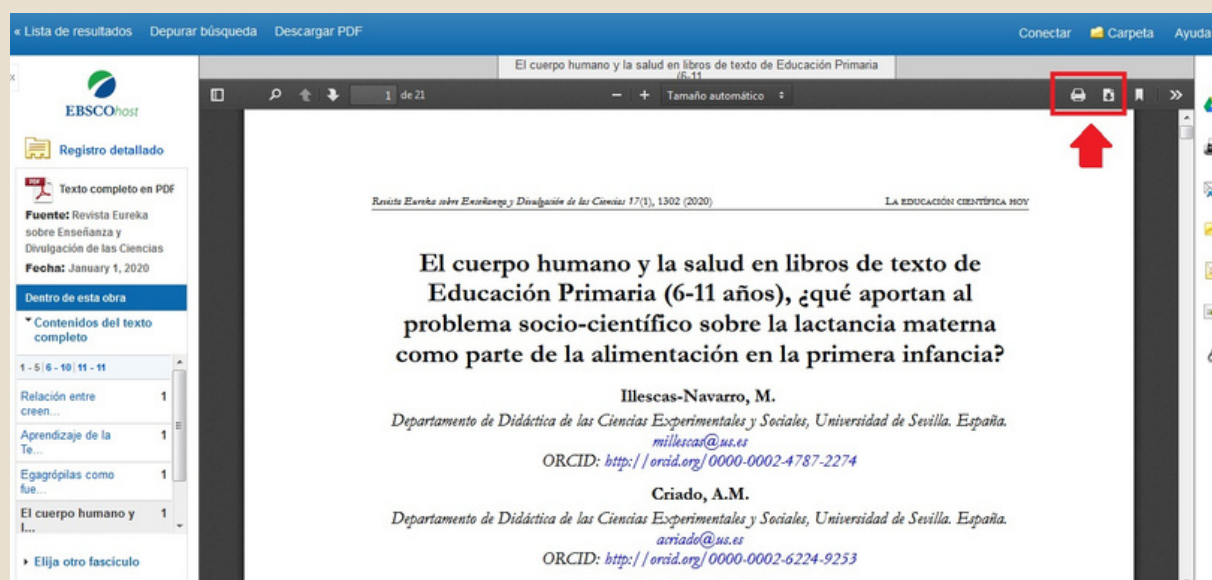 « Lista de resultados Depurar búsqueda Descargar PDF
Conectar Carpeta Ayuda
El cuerpo humano y la salud en libros de texto de Educación Primaria
(6-11
EBSCOhost
1 de 21
Tamaño automático
Registro detallado
PDF
Texto completo en PDF
Fuente: Revista Eureka
sobre Enseñanza y
Divulgación de las Ciencias
Fecha: January 1, 2020
Dentro de esta obra
Contenidos del texto
completo
1 - 5 | 6 - 10 | 11 - 11
Relación entre 1
creen...
Aprendizaje de la 1
Te...
Egagrópilas como 1
fue...
El cuerpo humano y 1
l...
Elija otro fascículo
Revista Eureka sobre Enseñanza y Divulgación de las Ciencias 17(1), 1302 (2020)
LA EDUCACIÓN CIENTÍFICA HOY
El cuerpo humano y la salud en libros de texto de
Educación Primaria (6-11 años), ¿qué aportan al
problema socio-científico sobre la lactancia materna
como parte de la alimentación en la primera infancia?
Illescas-Navarro, M.
Departamento de Didáctica de las Ciencias Experimentales y Sociales, Universidad de Sevilla. España.
millescas@us.es
ORCID: http://orcid.org/0000-0002-4787-2274
Criado, A.M.
Departamento de Didáctica de las Ciencias Experimentales y Sociales, Universidad de Sevilla. España.
acriado@us.es
ORCID: http://orcid.org/0000-0002-6224-9253